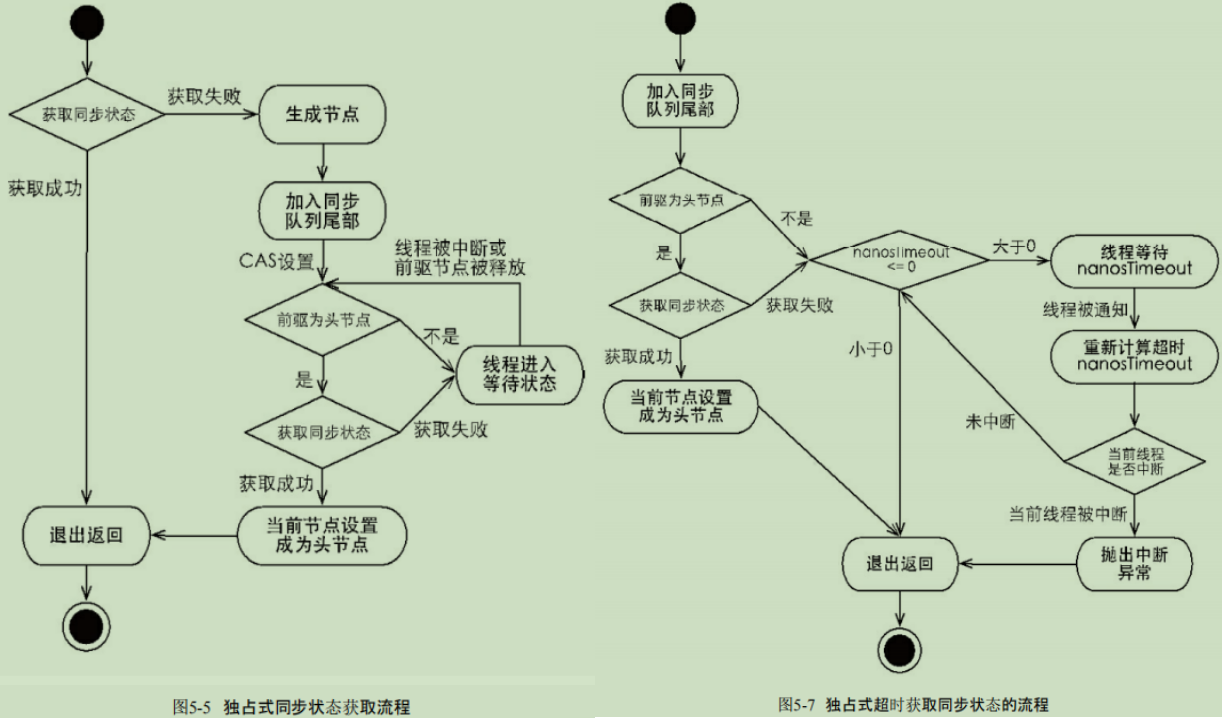 获取同步状态
获取失败
生成节点
获取成功
加入同步
队列尾部
CAS设置
线程被中断或
前驱节点被释放
前驱为头节点
不是
线程进入
等待状态
是
获取同步状态
获取失败
获取成功
当前节点设置
成为头节点
退出返回
图5-5 独占式同步状态获取流程
加入同步
队列尾部
前驱为头节点
不是
是
nanosTimeout
<= 0
大于0
线程等待
nanosTimeout
获取同步状态
获取失败
线程被通知
小于0
重新计算超时
nanosTimeout
获取成功
当前节点设置
成为头节点
未中断
当前线程
是否中断
当前线程被中断
抛出中断
异常
退出返回
图5-7 独占式超时获取同步状态的流程